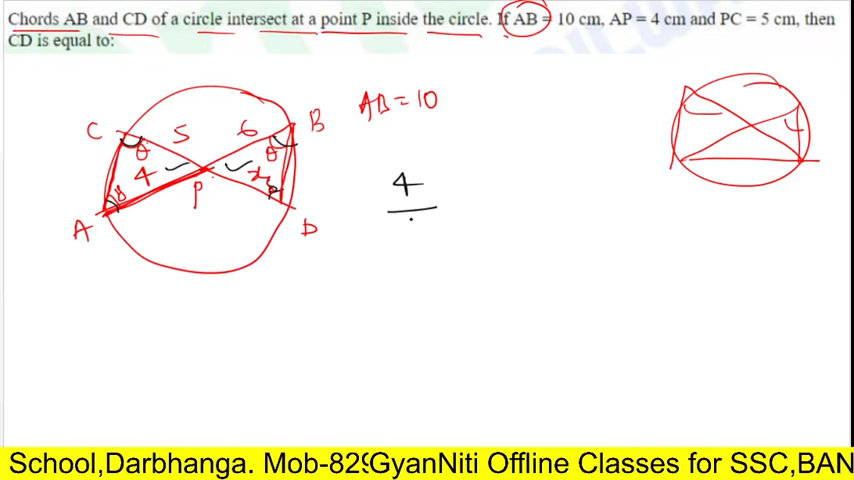 Chords AB and CD of a circle intersect at a point P inside the circle. If AB = 10 cm, AP = 4 cm and PC = 5 cm, then
CD is equal to:
AB = 10
C 5 6 B
θ θ
4 x
P
A D
4
School,Darbhanga. Mob-829GyanNiti Offline Classes for SSC,BAN